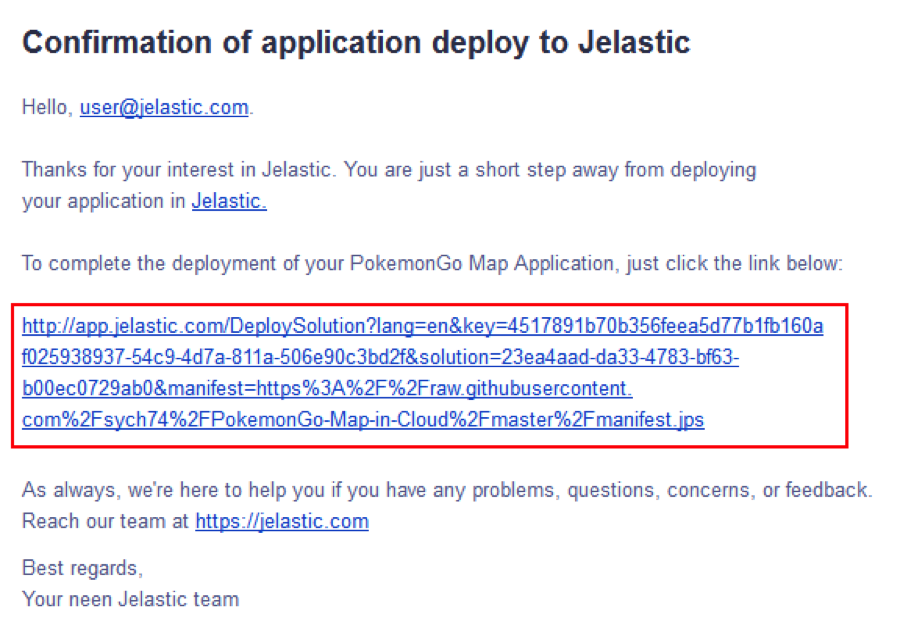 Confirmation of application deploy to Jelastic
Hello, user@jelastic.com.
Thanks for your interest in Jelastic. You are just a short step away from deploying
your application in Jelastic.
To complete the deployment of your PokemonGo Map Application, just click the link below:
http://app.jelastic.com/DeploySolution?lang=en&key=4517891b70b356feea5d77b1fb160a
f025938937-54c9-4d7a-811a-506e90c3bd2f&solution=23ea4aad-da33-4783-bf63-
b00ec0729ab0&manifest=https%3A%2F%2Fraw.githubusercontent.
com%2Fsych74%2FPokemonGo-Map-in-Cloud%2Fmaster%2Fmanifest.jps
As always, we're here to help you if you have any problems, questions, concerns, or feedback.
Reach our team at https://jelastic.com
Best regards,
Your neen Jelastic team